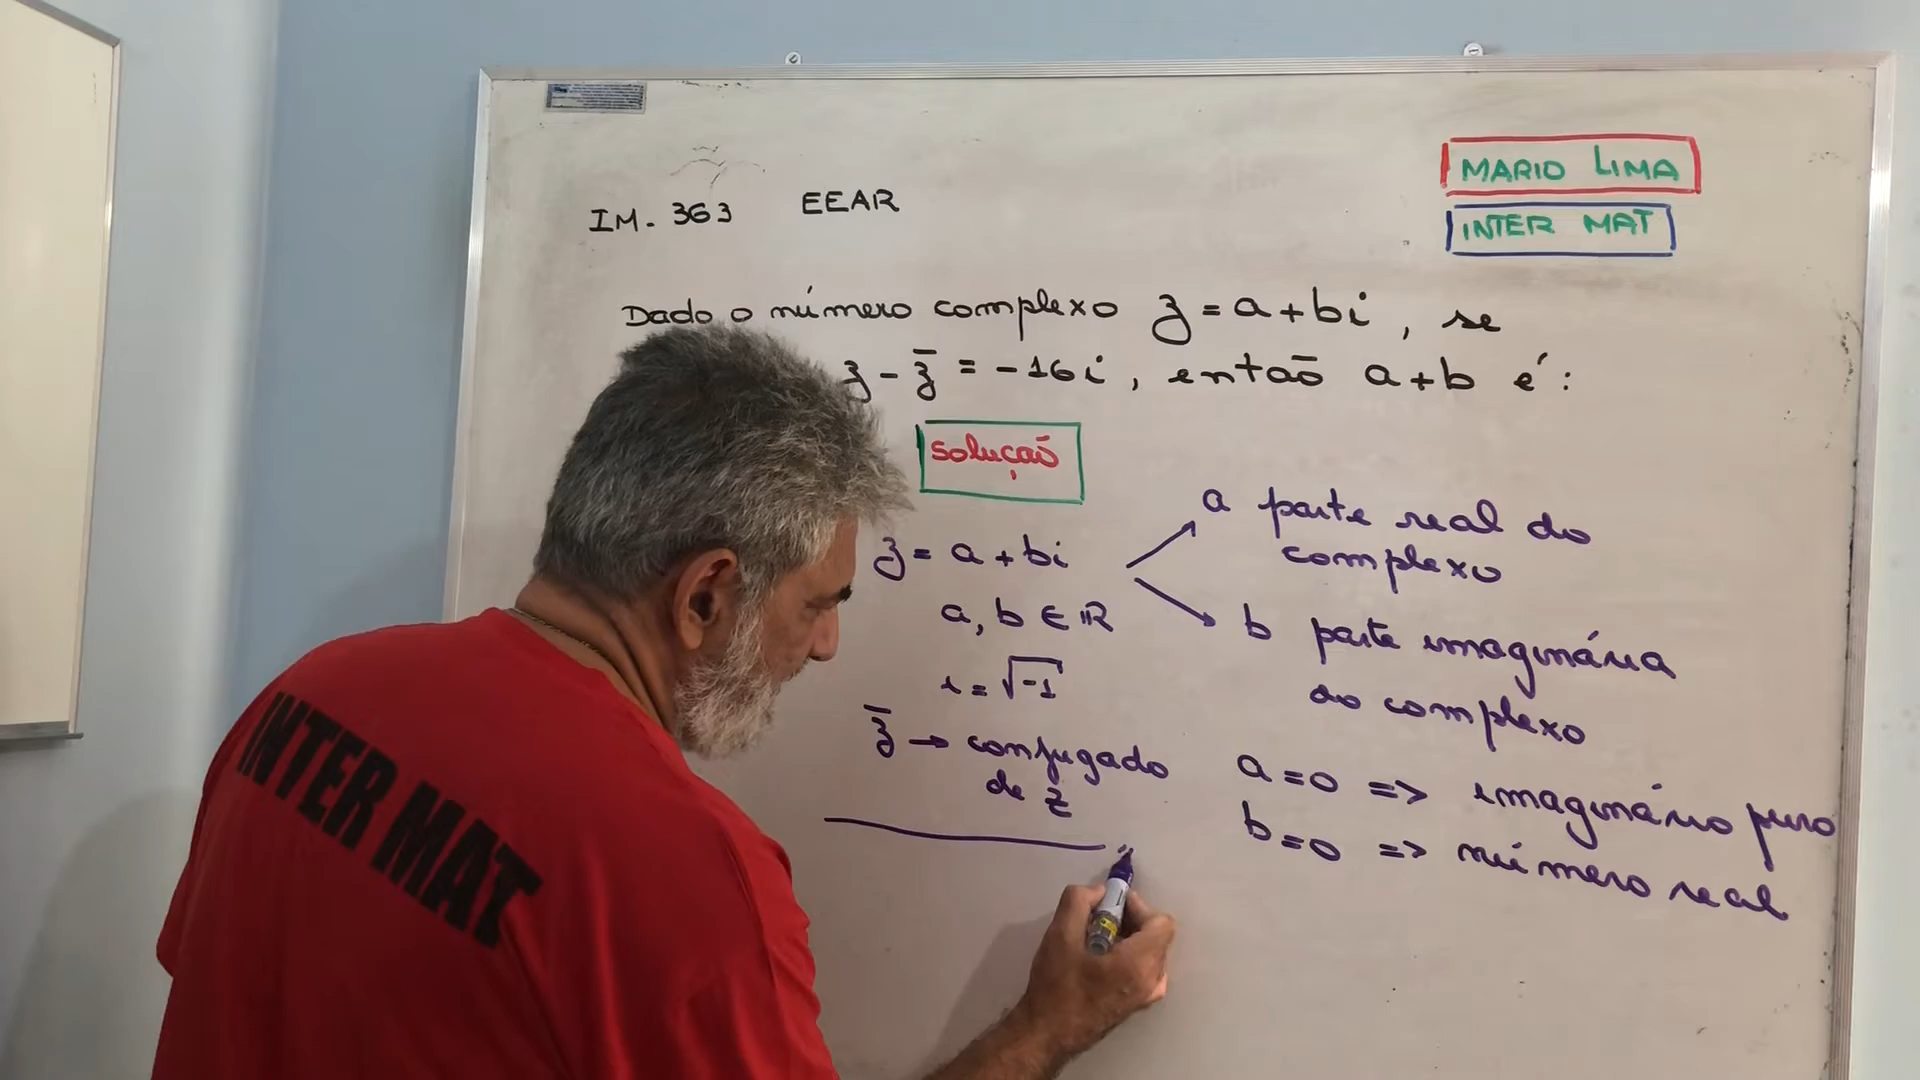 MARIO LIMA
INTER MAT
IM. 363 EEAR
Dado o número complexo z = a + bi, se
z - z̄ = -16i, então a + b é:
Solução
z = a + bi
a, b ∈ ℝ
i = √-1
z̄ → conjugado
de z
a parte real do
complexo
b parte imaginária
do complexo
a = 0 => imaginário puro
b = 0 => número real
INTER MAT